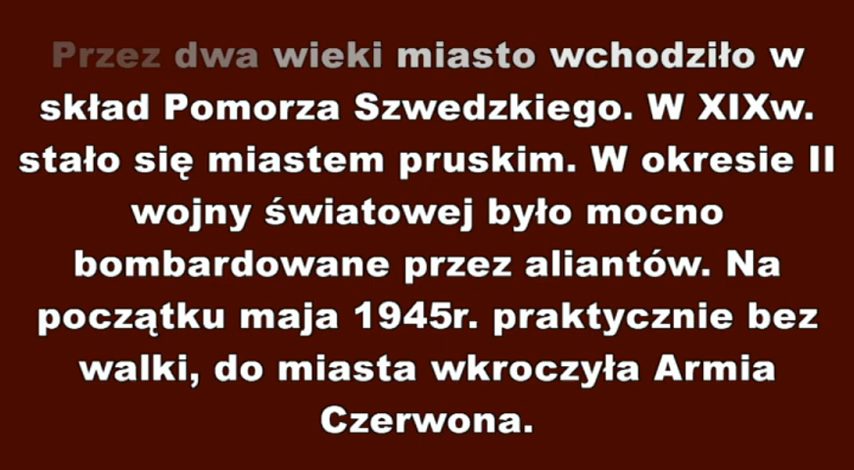 Przez dwa wieki miasto wchodziło w
skład Pomorza Szwedzkiego. W XIXw.
stało się miastem pruskim. W okresie II
wojny światowej było mocno
bombardowane przez aliantów. Na
początku maja 1945r. praktycznie bez
walki, do miasta wkroczyła Armia
Czerwona.